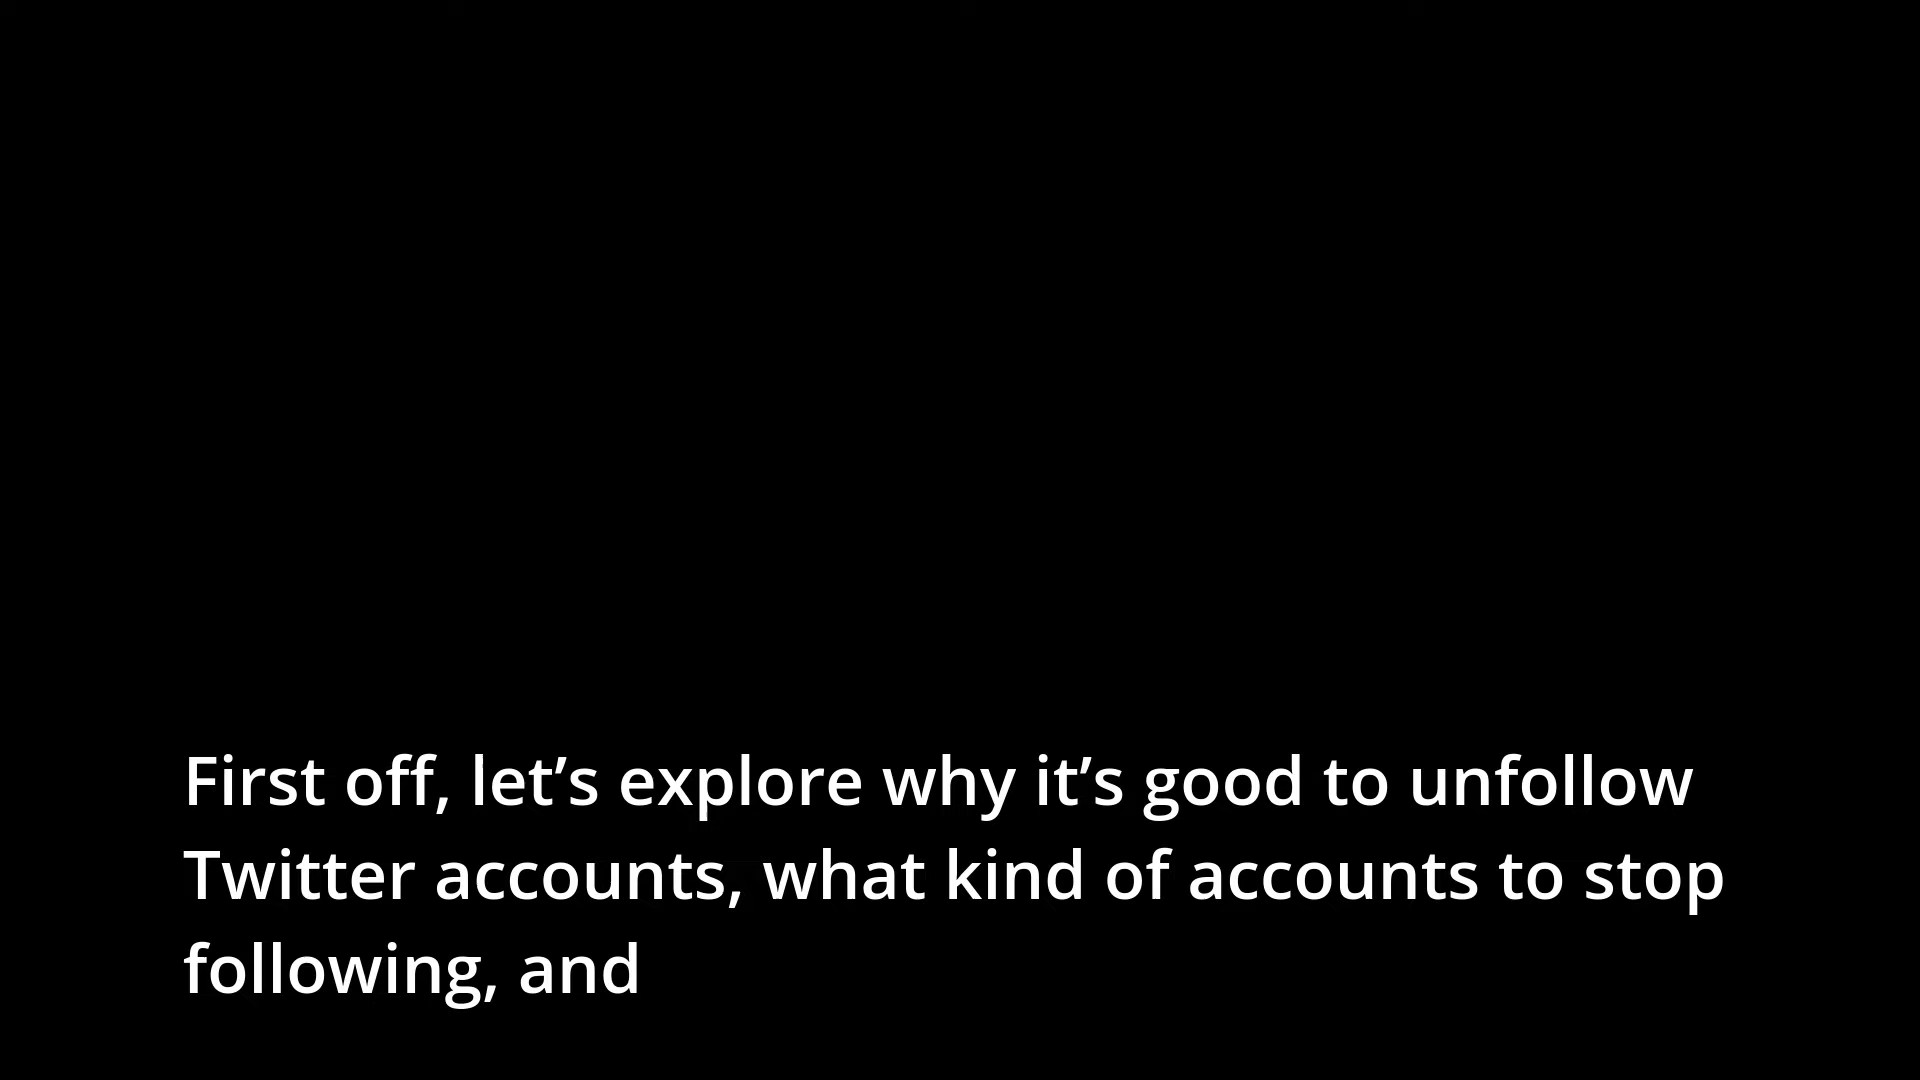 First off, let’s explore why it’s good to unfollow
Twitter accounts, what kind of accounts to stop
following, and